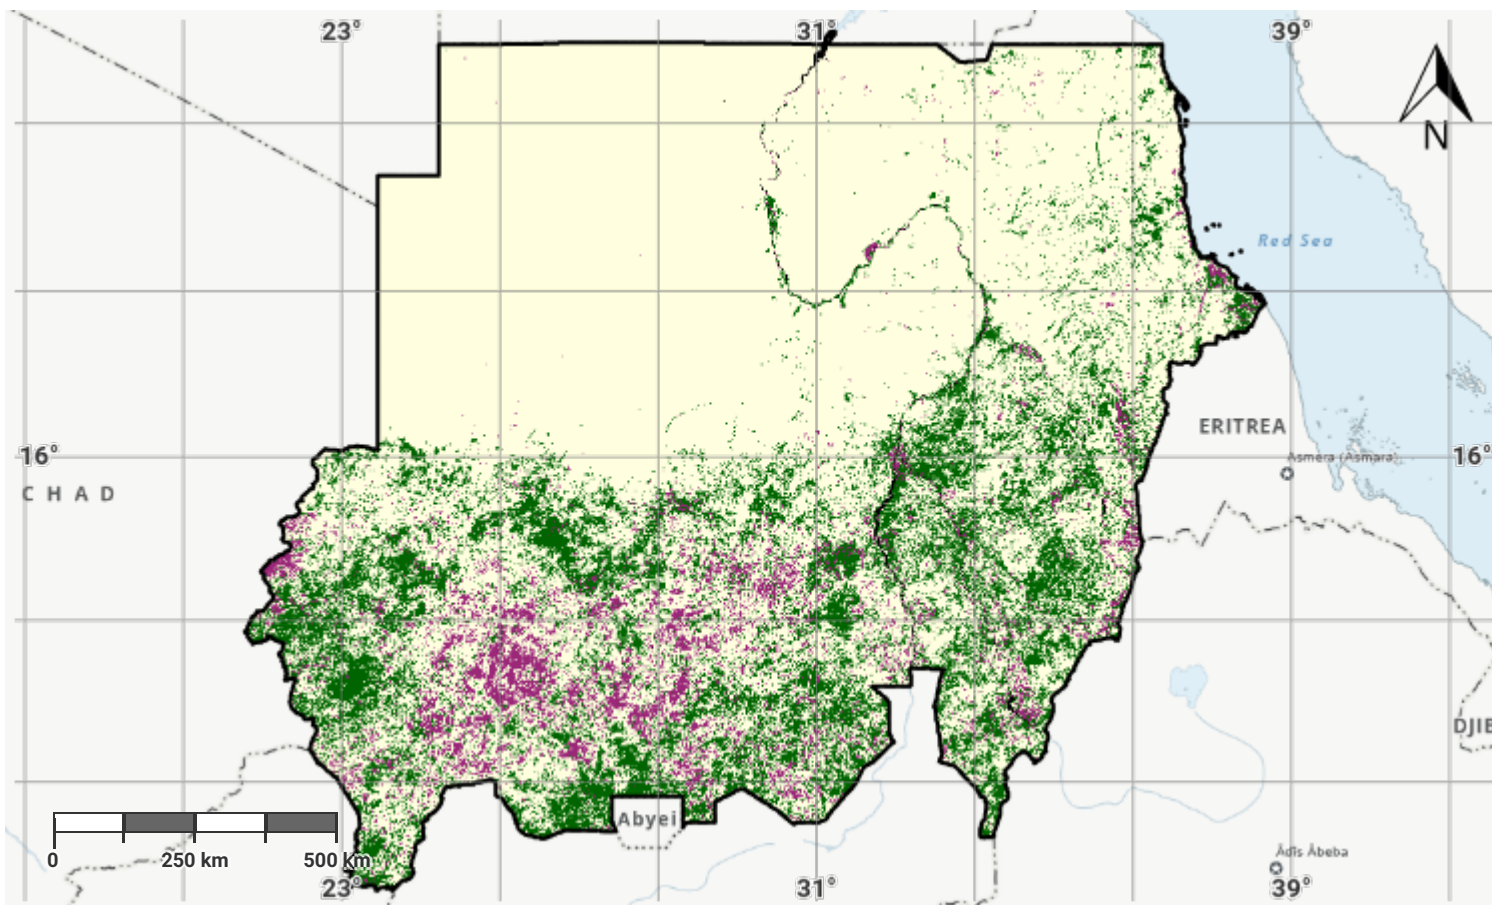 23° 31° 39°
N
Red Sea
ERITREA
16° Asmera (Asmara) 16°
C H A D
DJIB
Abyei
0 250 km 500 km
Ādīs Ābeba
23° 31° 39°